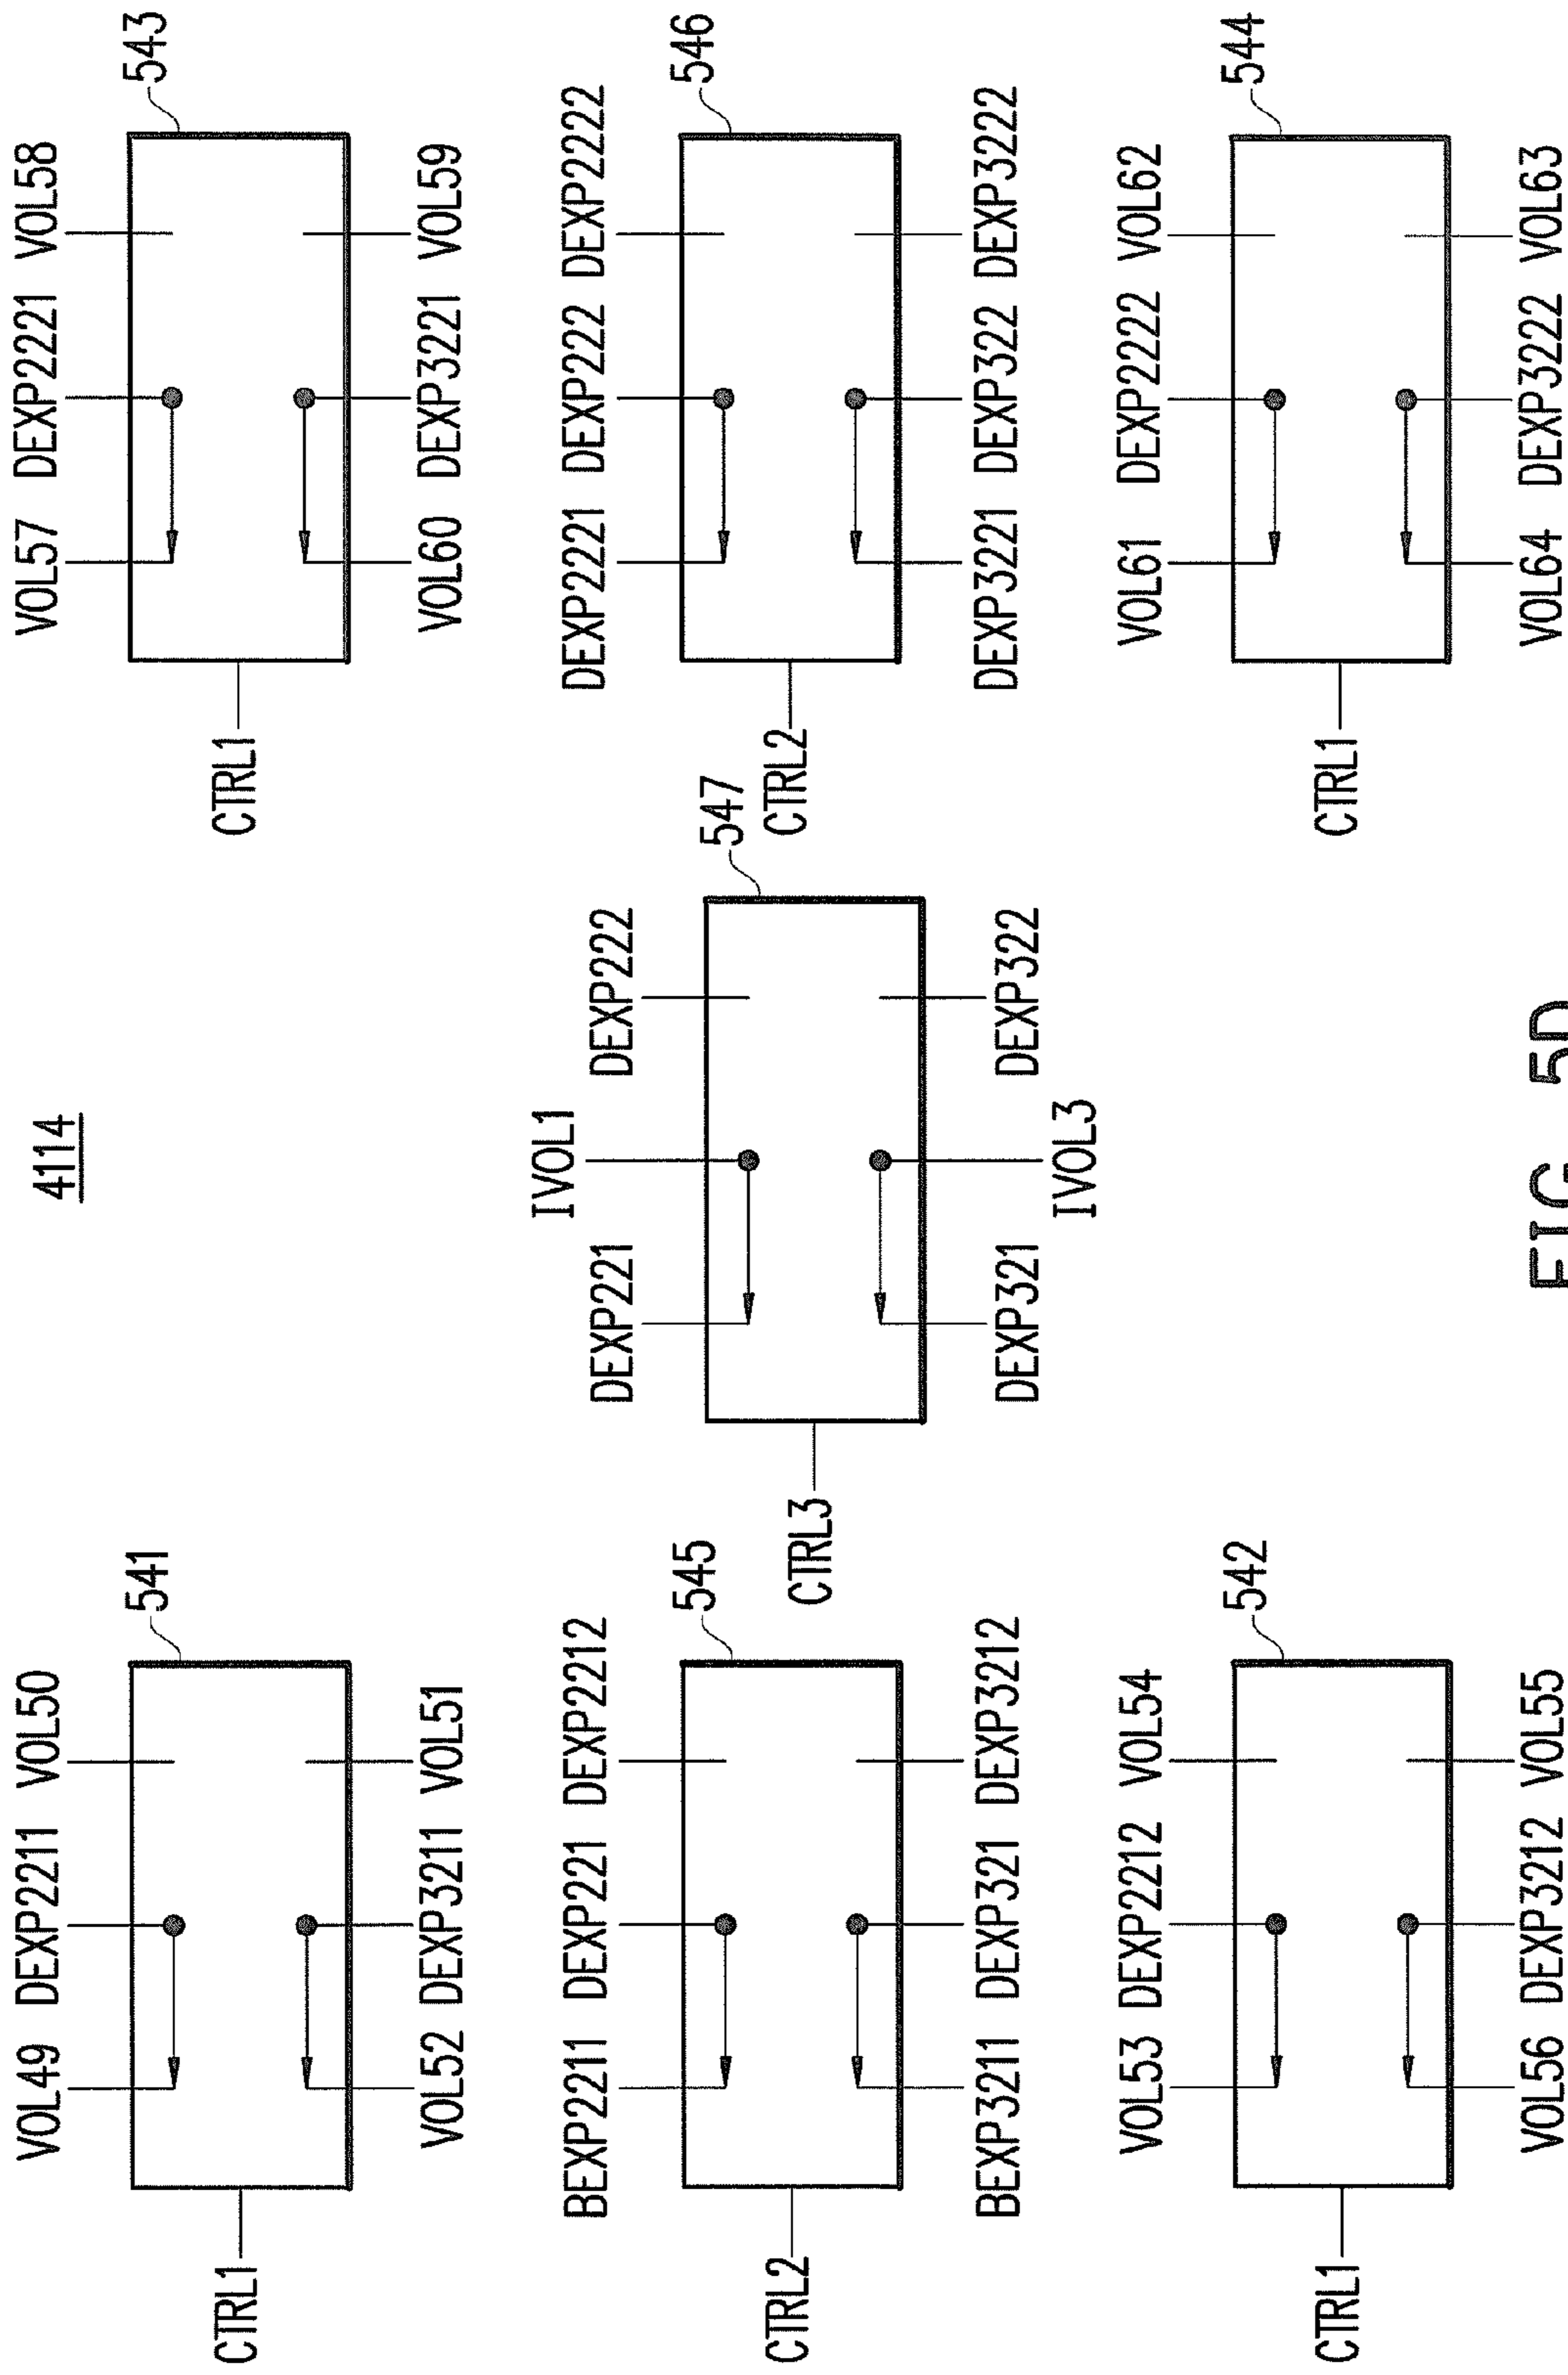 4114
VOL49 DEXP2211 VOL50
541
CTRL1
VOL52 DEXP3211 VOL51
BEXP2211 DEXP221 DEXP2212
545
CTRL2
BEXP3211 DEXP321 DEXP3212
VOL53 DEXP2212 VOL54
542
CTRL1
VOL56 DEXP3212 VOL55
IVOL1
DEXP221 DEXP222
547
CTRL3
DEXP321 DEXP322
IVOL3
VOL57 DEXP2221 VOL58
543
CTRL1
VOL60 DEXP3221 VOL59
DEXP2221 DEXP222 DEXP2222
546
CTRL2
DEXP3221 DEXP322 DEXP3222
VOL61 DEXP2222 VOL62
544
CTRL1
VOL64 DEXP3222 VOL63
FIG. 5D